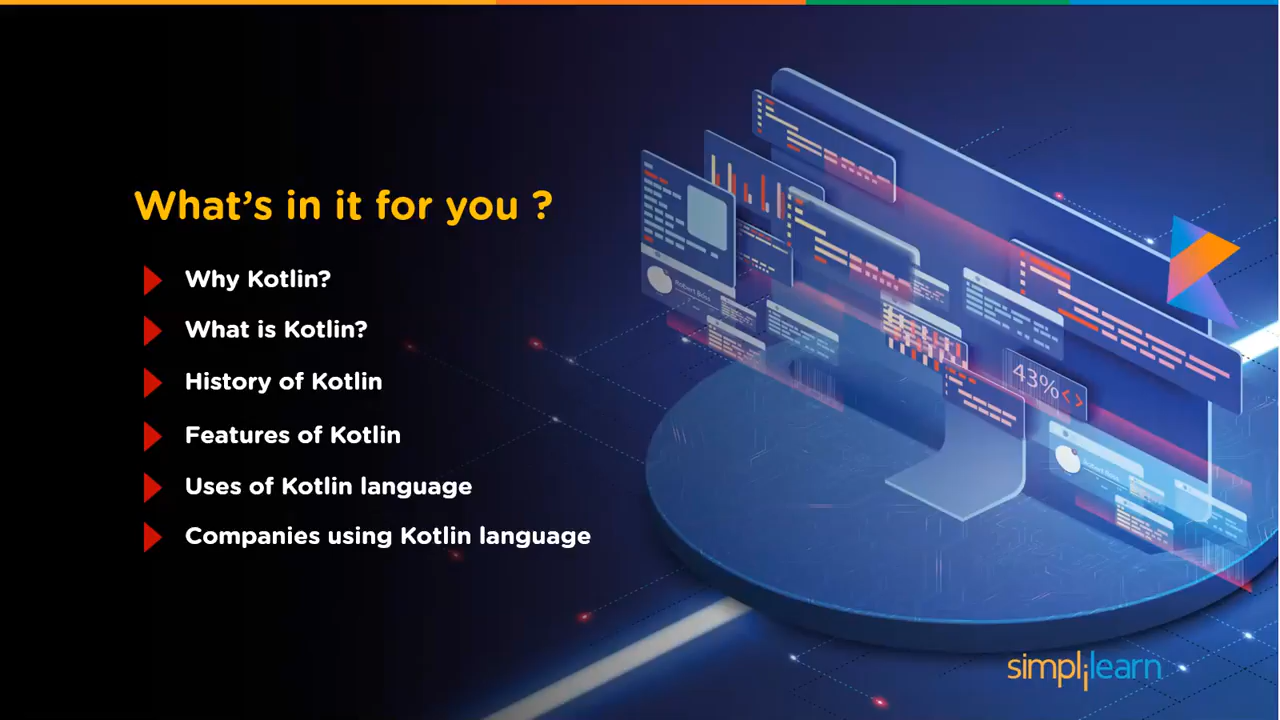 What's in it for you ?
Why Kotlin?
What is Kotlin?
History of Kotlin
Features of Kotlin
Uses of Kotlin language
Companies using Kotlin language
43%<>
simplilearn